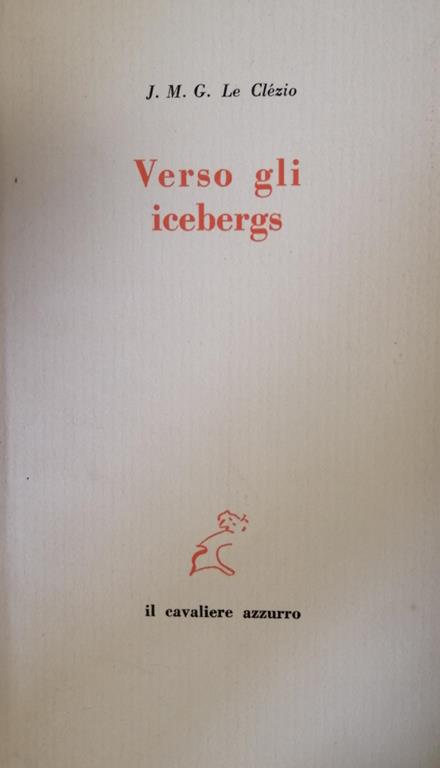 J. M. G. Le Clézio
Verso gli
icebergs
il cavaliere azzurro